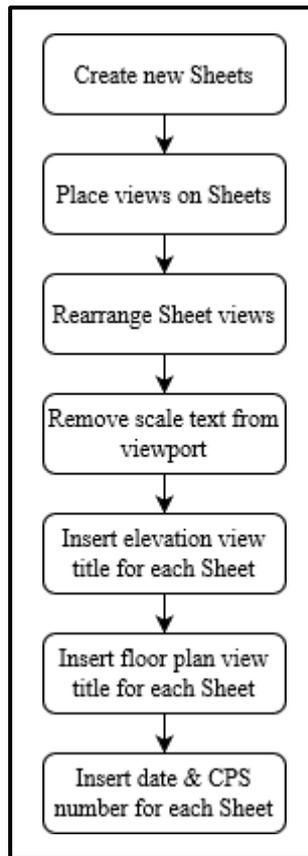 Create new Sheets
Place views on Sheets
Rearrange Sheet views
Remove scale text from
viewport
Insert elevation view
title for each Sheet
Insert floor plan view
title for each Sheet
Insert date & CPS
number for each Sheet